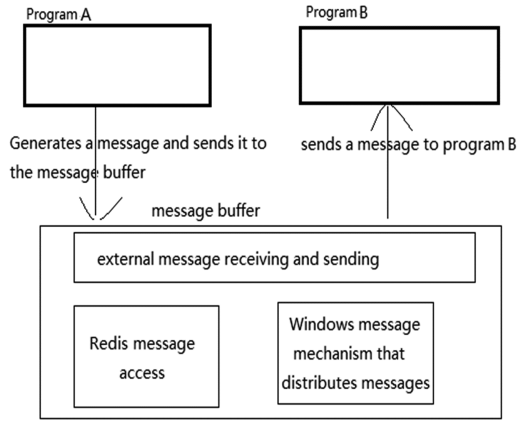 Program A
Program B
Generates a message and sends it to
the message buffer
sends a message to program B
message buffer
external message receiving and sending
Redis message
access
Windows message
mechanism that
distributes messages